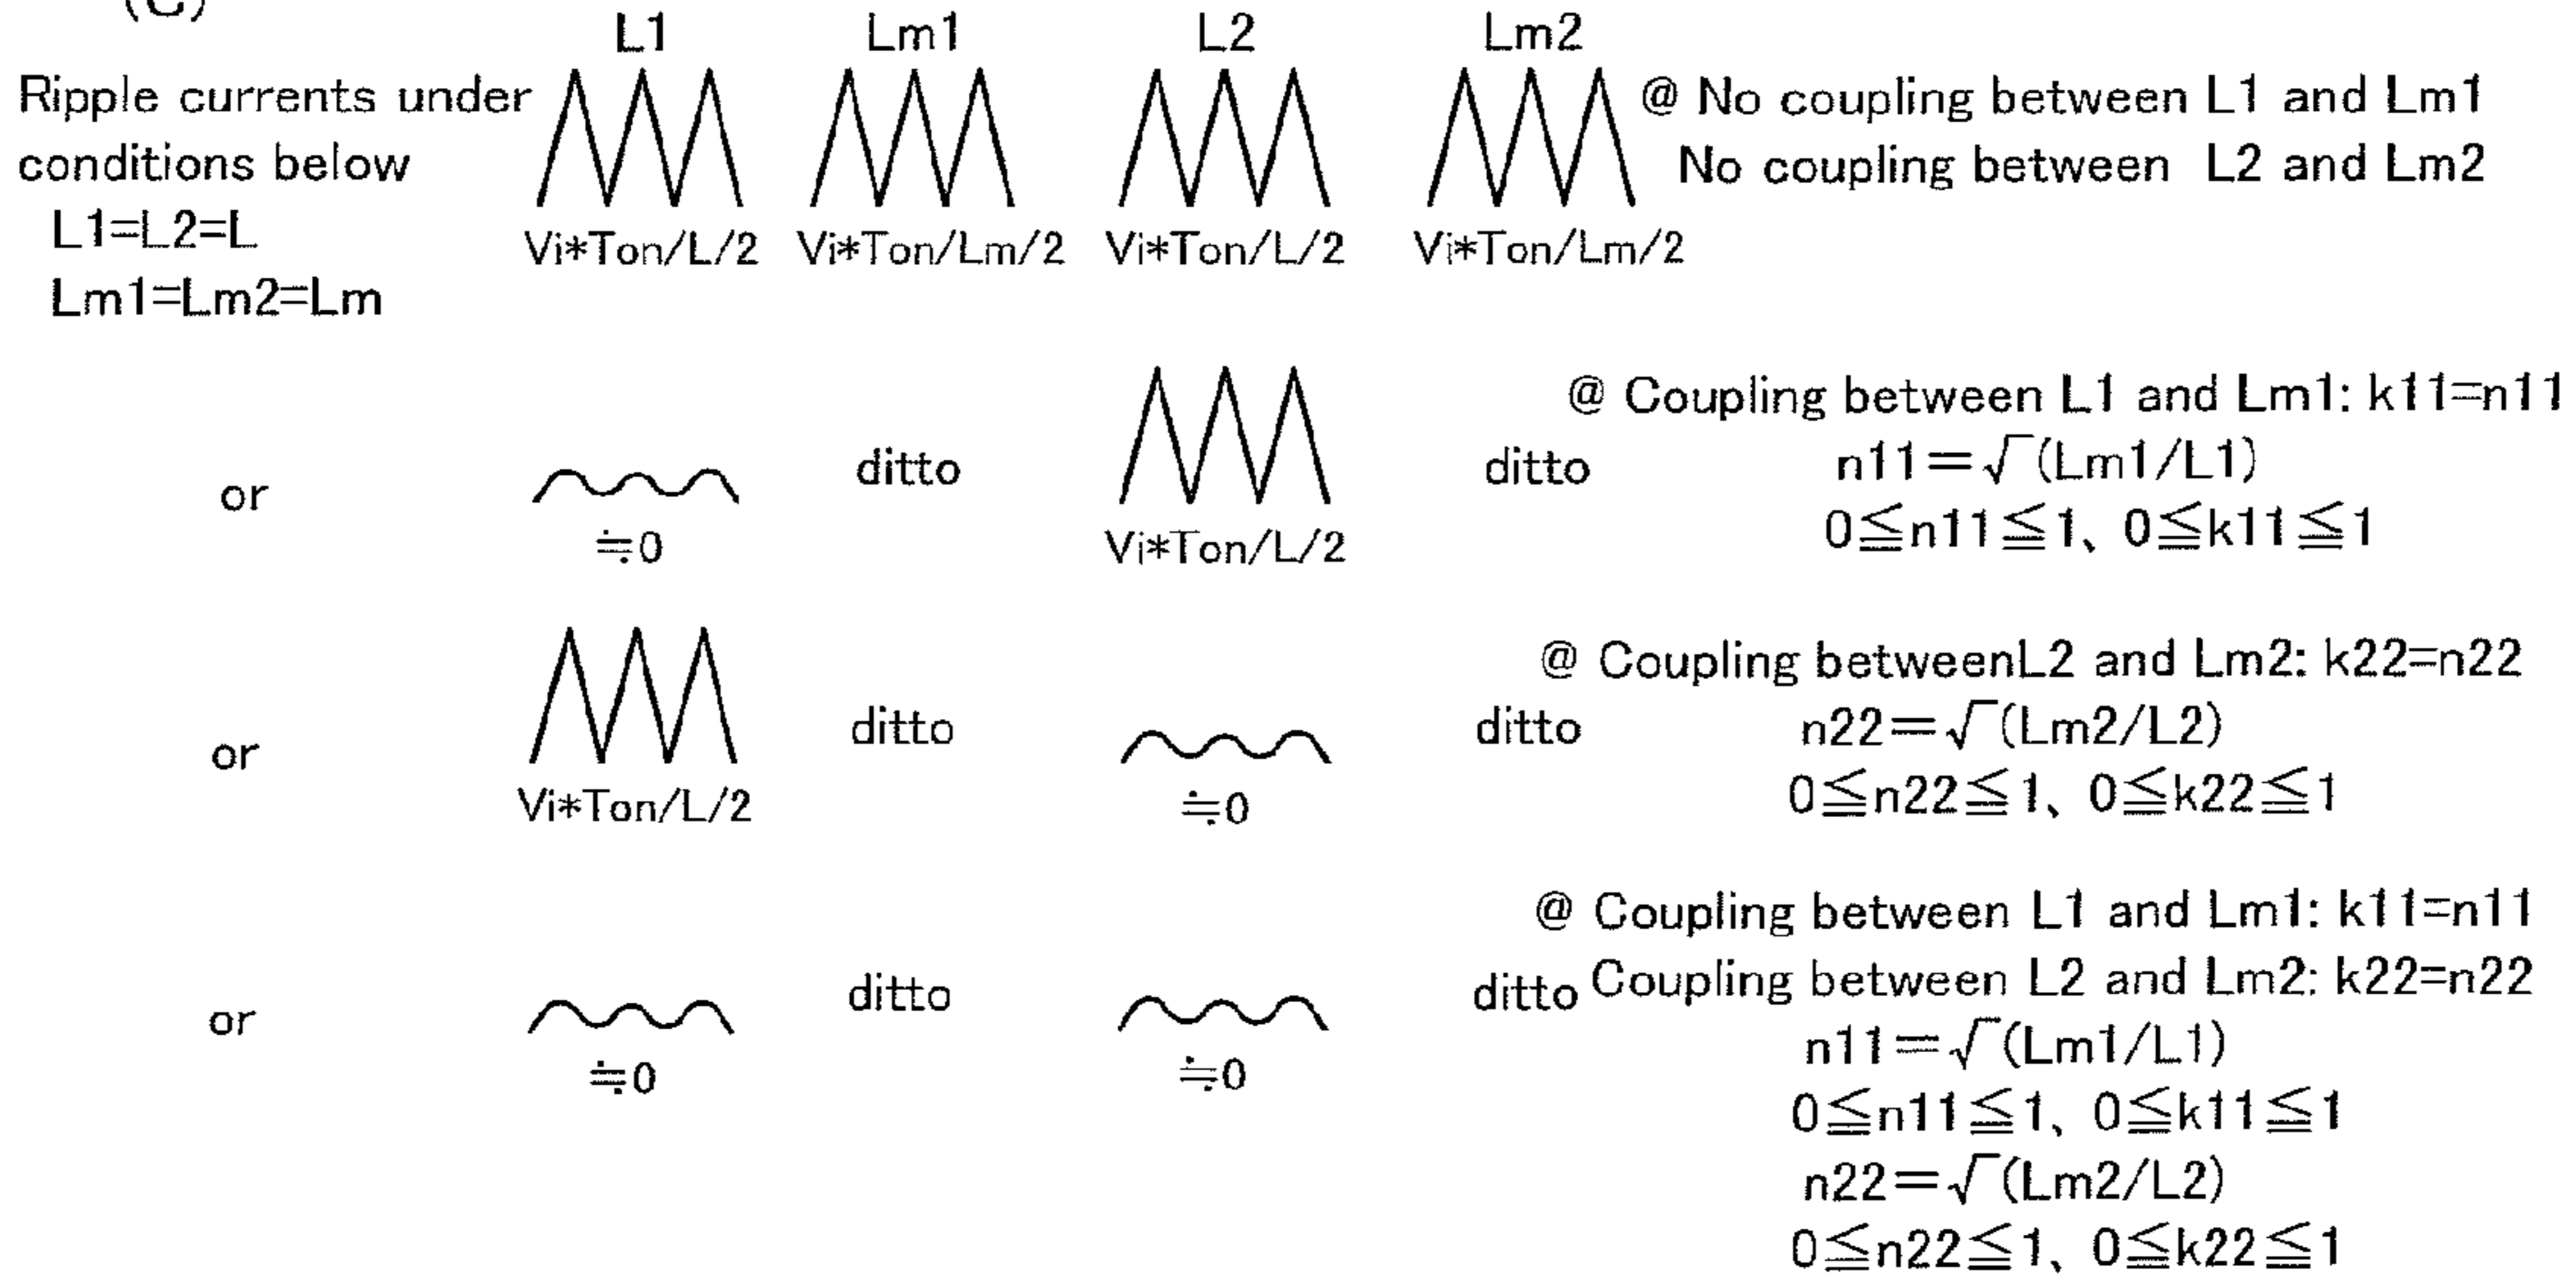 (C)
L1 Lm1 L2 Lm2
Ripple currents under @ No coupling between L1 and Lm1
conditions below No coupling between L2 and Lm2
L1=L2=L Vi*Ton/L/2 Vi*Ton/Lm/2 Vi*Ton/L/2 Vi*Ton/Lm/2
Lm1=Lm2=Lm
@ Coupling between L1 and Lm1: k11=n11
or ditto ditto n11=√(Lm1/L1)
≒0 Vi*Ton/L/2 0≦n11≦1、0≦k11≦1
@ Coupling betweenL2 and Lm2: k22=n22
or ditto ditto n22=√(Lm2/L2)
Vi*Ton/L/2 ≒0 0≦n22≦1、0≦k22≦1
@ Coupling between L1 and Lm1: k11=n11
or ditto ditto Coupling between L2 and Lm2: k22=n22
≒0 ≒0 n11=√(Lm1/L1)
0≦n11≦1、0≦k11≦1
n22=√(Lm2/L2)
0≦n22≦1、0≦k22≦1